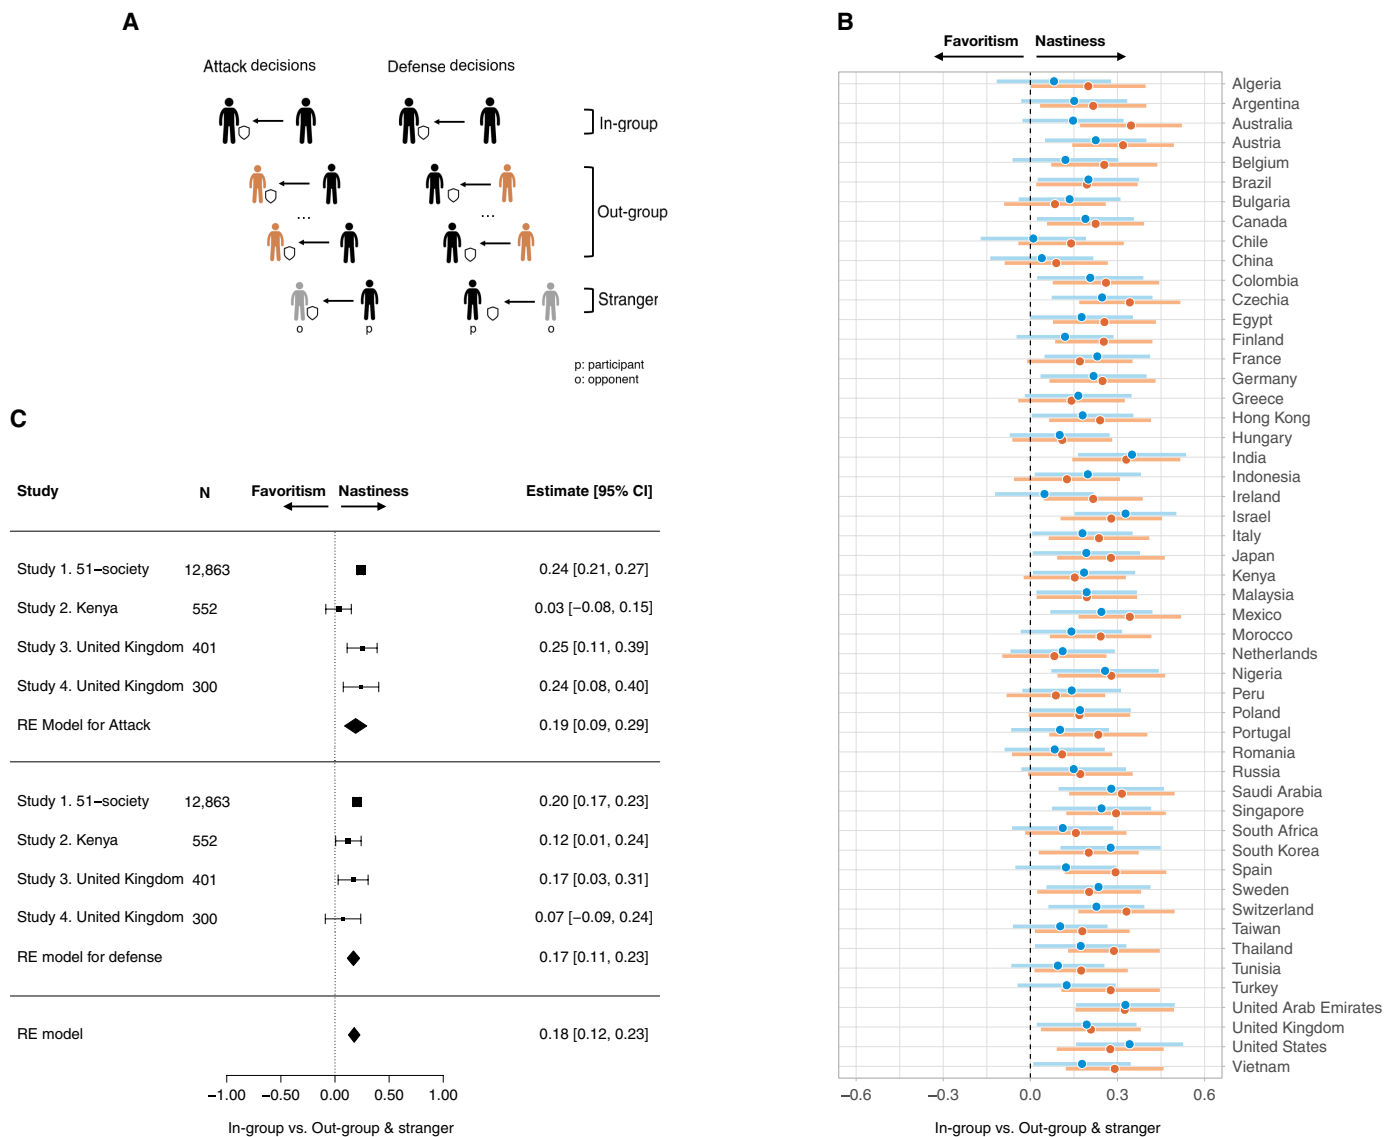 A
Attack decisions
Defense decisions
In-group
Out-group
...
...
Stranger
o p p o
p: participant
o: opponent
B
Favoritism Nastiness
Algeria
Argentina
Australia
Austria
Belgium
Brazil
Bulgaria
Canada
Chile
China
Colombia
Czechia
Egypt
Finland
France
Germany
Greece
Hong Kong
Hungary
India
Indonesia
Ireland
Israel
Italy
Japan
Kenya
Malaysia
Mexico
Morocco
Netherlands
Nigeria
Peru
Poland
Portugal
Romania
Russia
Saudi Arabia
Singapore
South Africa
South Korea
Spain
Sweden
Switzerland
Taiwan
Thailand
Tunisia
Turkey
United Arab Emirates
United Kingdom
United States
Vietnam
−0.6 −0.3 0.0 0.3 0.6
In-group vs. Out-group & stranger
C
Study N Favoritism Nastiness Estimate [95% CI]
Study 1. 51−society 12,863 0.24 [0.21, 0.27]
Study 2. Kenya 552 0.03 [−0.08, 0.15]
Study 3. United Kingdom 401 0.25 [0.11, 0.39]
Study 4. United Kingdom 300 0.24 [0.08, 0.40]
RE Model for Attack 0.19 [0.09, 0.29]
Study 1. 51−society 12,863 0.20 [0.17, 0.23]
Study 2. Kenya 552 0.12 [0.01, 0.24]
Study 3. United Kingdom 401 0.17 [0.03, 0.31]
Study 4. United Kingdom 300 0.07 [−0.09, 0.24]
RE model for defense 0.17 [0.11, 0.23]
RE model 0.18 [0.12, 0.23]
−1.00 −0.50 0.00 0.50 1.00
In-group vs. Out-group & stranger